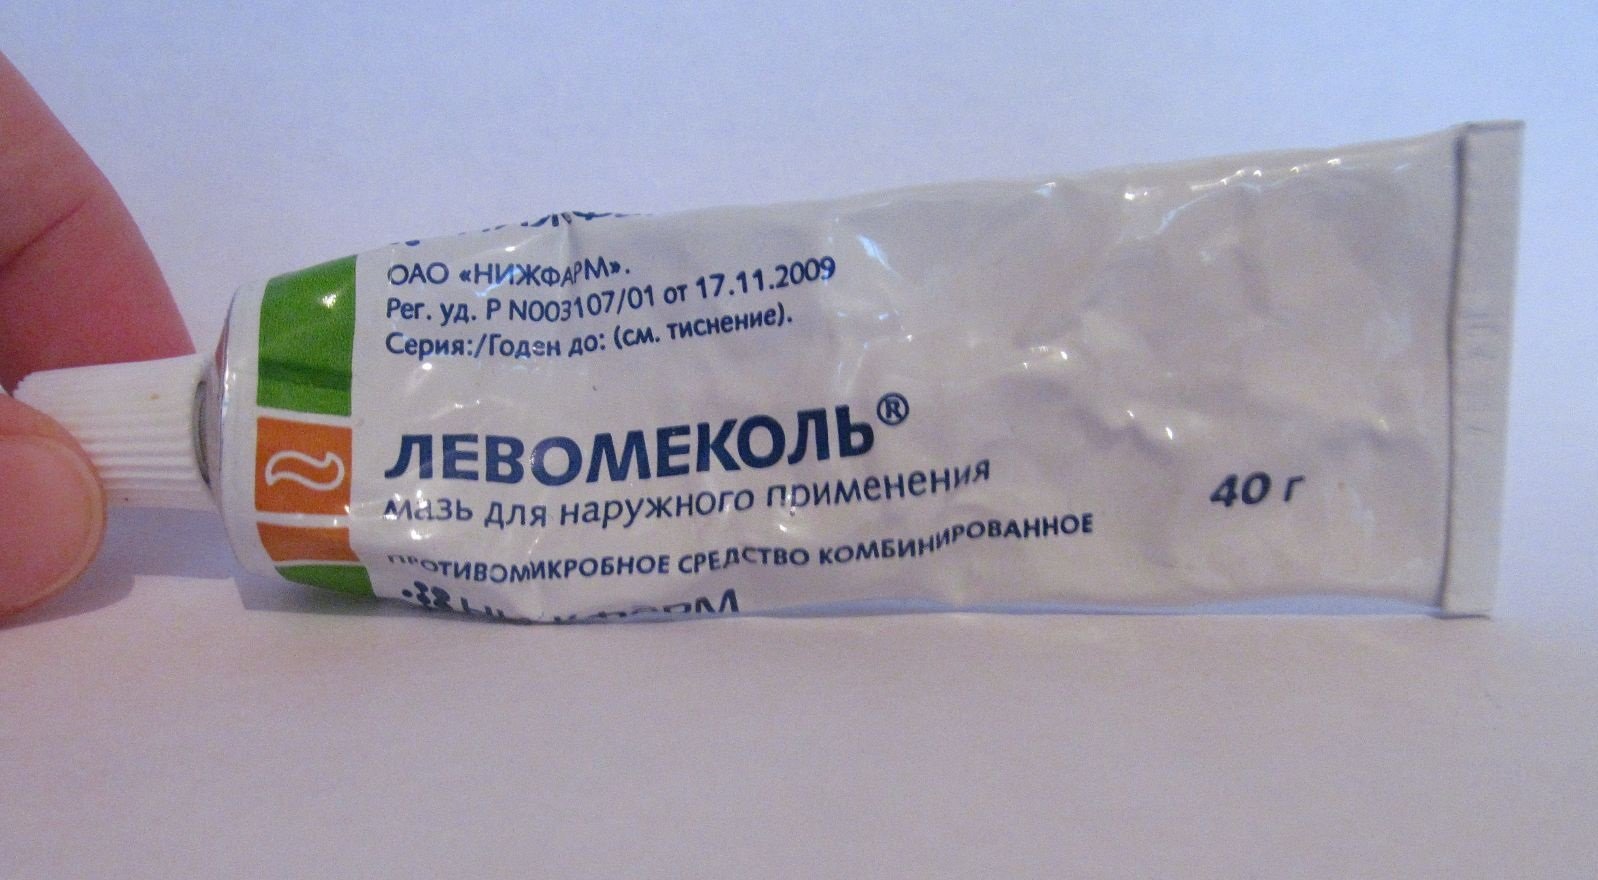 ОАО «НИЖФАРМ».
Рег. уд. Р N003107/01 от 17.11.2009
Серия:/Годен до: (см. тиснение).
ЛЕВОМЕКОЛЬ®
мазь для наружного применения
40 г
ПРОТИВОМИКРОБНОЕ СРЕДСТВО КОМБИНИРОВАННОЕ